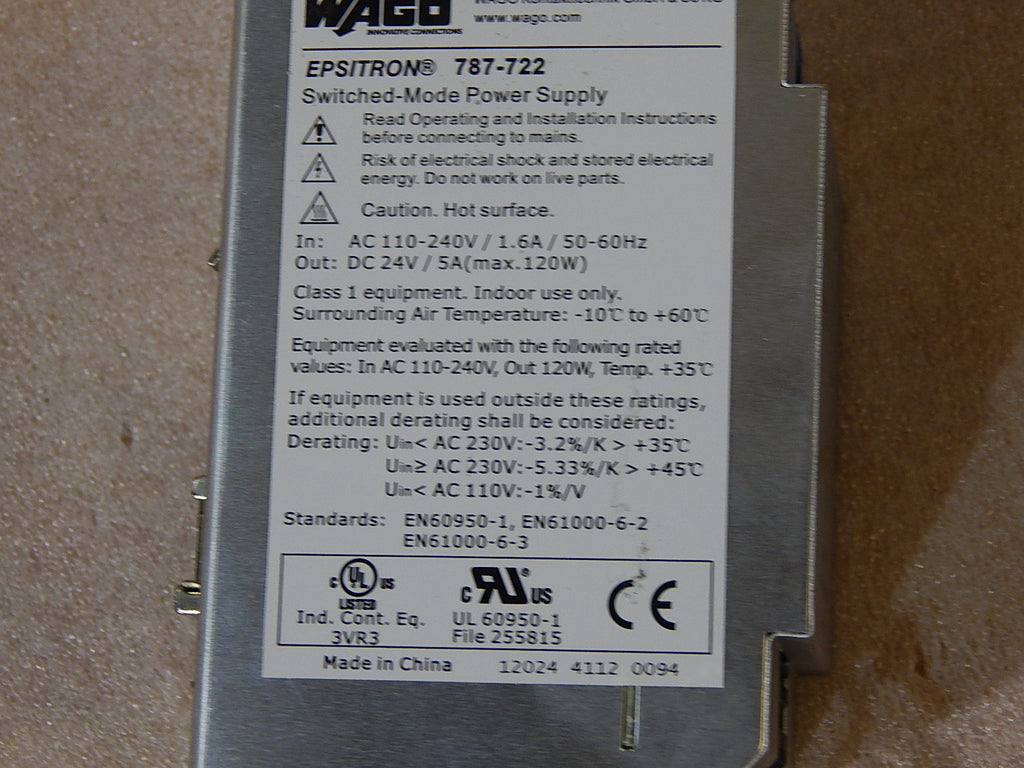 WAGO
INNOVATIVE CONNECTIONS
www.wago.com
EPSITRON® 787-722
Switched-Mode Power Supply
Read Operating and Installation Instructions
before connecting to mains.
Risk of electrical shock and stored electrical
energy. Do not work on live parts.
Caution. Hot surface.
In: AC 110-240V / 1.6A / 50-60Hz
Out: DC 24V / 5A(max.120W)
Class 1 equipment. Indoor use only.
Surrounding Air Temperature: -10℃ to +60℃
Equipment evaluated with the following rated
values: In AC 110-240V, Out 120W, Temp. +35℃
If equipment is used outside these ratings,
additional derating shall be considered:
Derating: Uin< AC 230V:-3.2%/K > +35℃
Uin≥ AC 230V:-5.33%/K > +45℃
Uin< AC 110V:-1%/V
Standards: EN60950-1, EN61000-6-2
EN61000-6-3
C UL US
LISTED
Ind. Cont. Eq.
3VR3
C RU® US
UL 60950-1
File 255815
CE
Made in China 12024 4112 0094